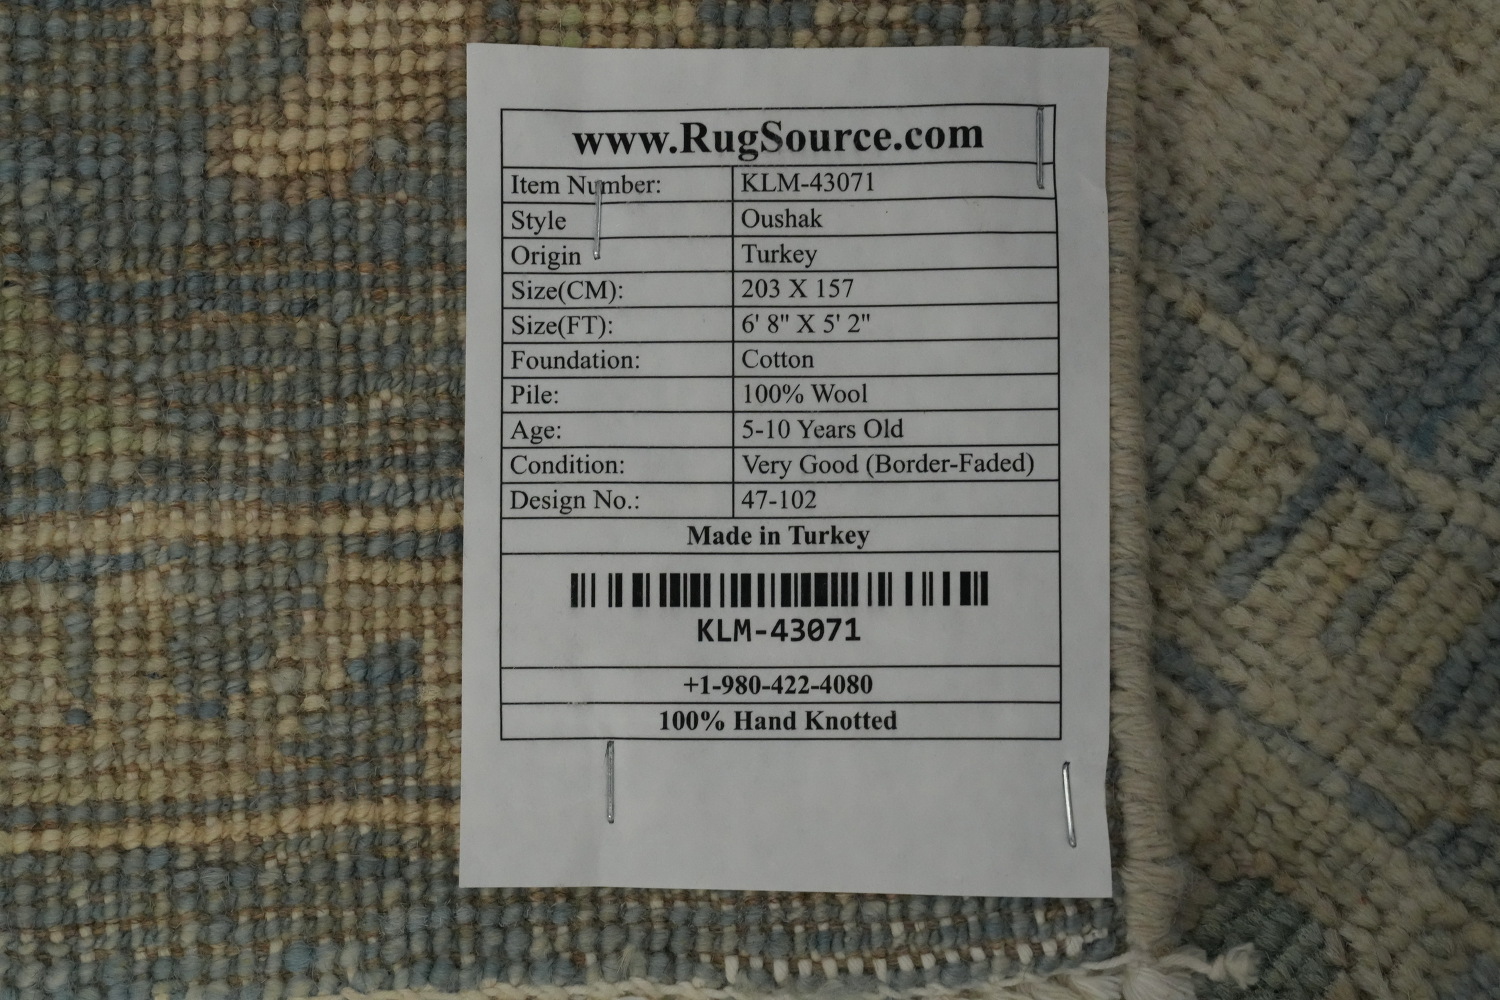 www.RugSource.com
Item Number: KLM-43071
Style Oushak
Origin Turkey
Size(CM): 203 X 157
Size(FT): 6' 8" X 5' 2"
Foundation: Cotton
Pile: 100% Wool
Age: 5-10 Years Old
Condition: Very Good (Border-Faded)
Design No.: 47-102
Made in Turkey
KLM-43071
+1-980-422-4080
100% Hand Knotted